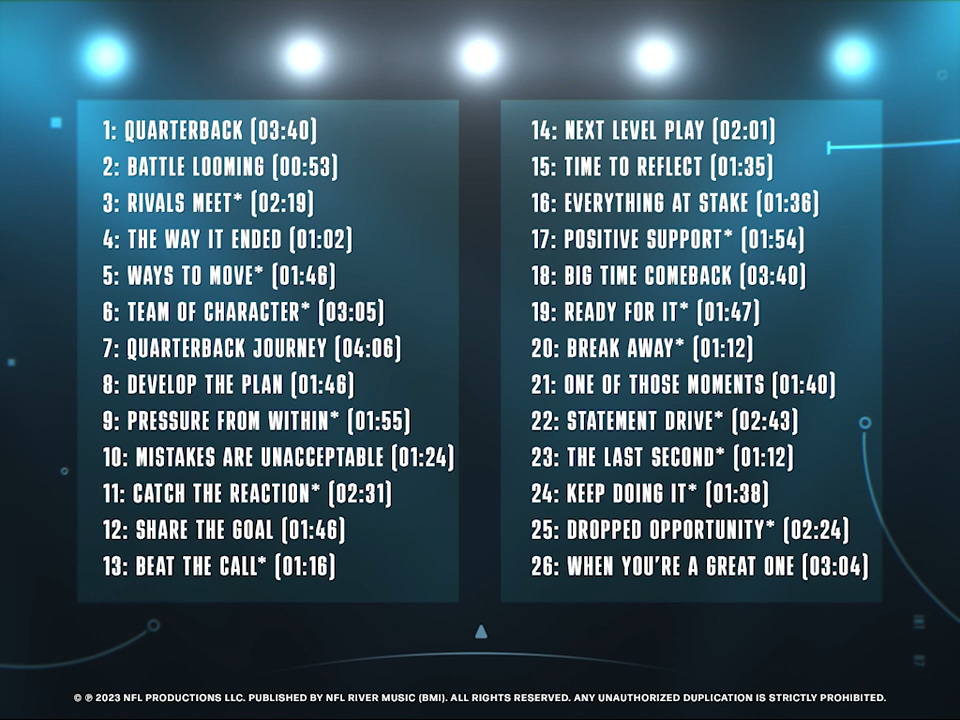 1: QUARTERBACK (03:40)
2: BATTLE LOOMING (00:53)
3: RIVALS MEET* (02:19)
4: THE WAY IT ENDED (01:02)
5: WAYS TO MOVE* (01:46)
6: TEAM OF CHARACTER* (03:05)
7: QUARTERBACK JOURNEY (04:06)
8: DEVELOP THE PLAN (01:46)
9: PRESSURE FROM WITHIN* (01:55)
10: MISTAKES ARE UNACCEPTABLE (01:24)
11: CATCH THE REACTION* (02:31)
12: SHARE THE GOAL (01:46)
13: BEAT THE CALL* (01:16)
14: NEXT LEVEL PLAY (02:01)
15: TIME TO REFLECT (01:35)
16: EVERYTHING AT STAKE (01:36)
17: POSITIVE SUPPORT* (01:54)
18: BIG TIME COMEBACK (03:40)
19: READY FOR IT* (01:47)
20: BREAK AWAY* (01:12)
21: ONE OF THOSE MOMENTS (01:40)
22: STATEMENT DRIVE* (02:43)
23: THE LAST SECOND* (01:12)
24: KEEP DOING IT* (01:38)
25: DROPPED OPPORTUNITY* (02:24)
26: WHEN YOU'RE A GREAT ONE (03:04)
© ℗ 2023 NFL PRODUCTIONS LLC. PUBLISHED BY NFL RIVER MUSIC (BMI). ALL RIGHTS RESERVED. ANY UNAUTHORIZED DUPLICATION IS STRICTLY PROHIBITED.